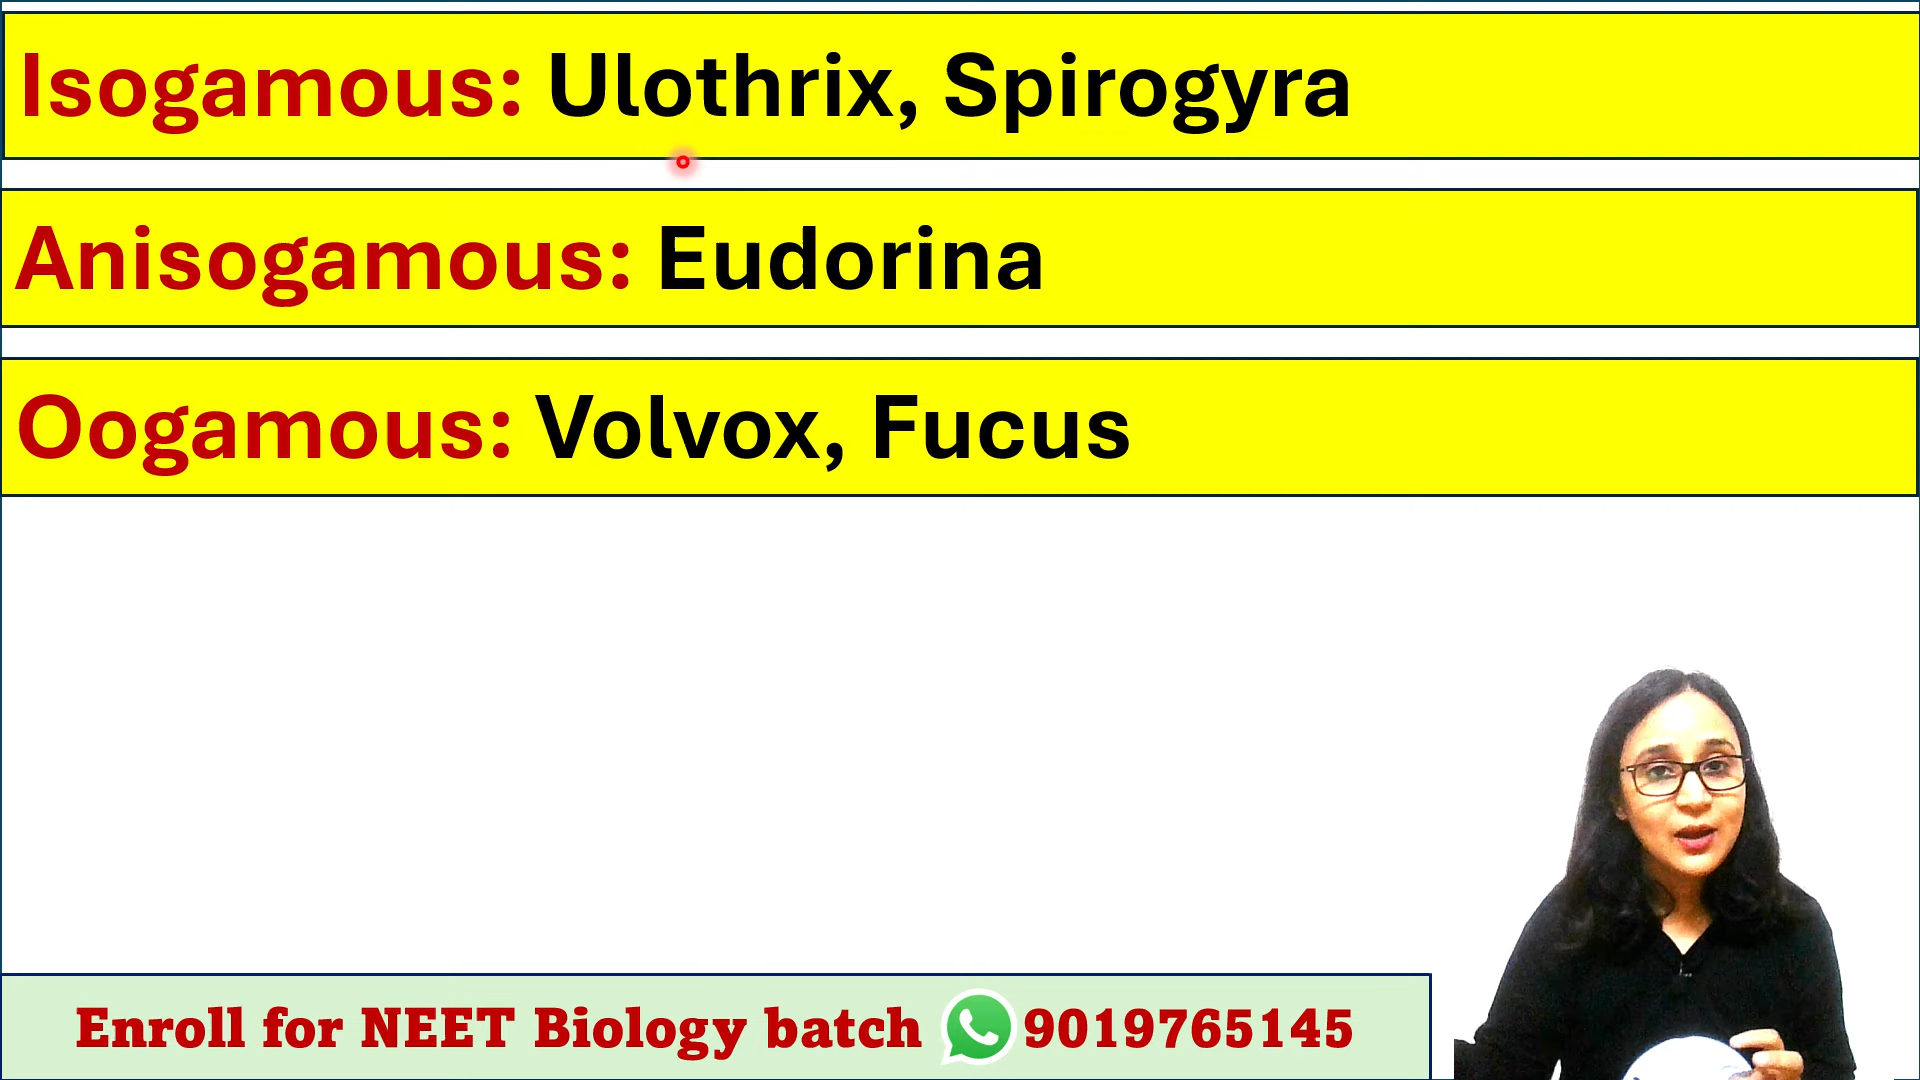 Isogamous: Ulothrix, Spirogyra
Anisogamous: Eudorina
Oogamous: Volvox, Fucus
Enroll for NEET Biology batch 9019765145